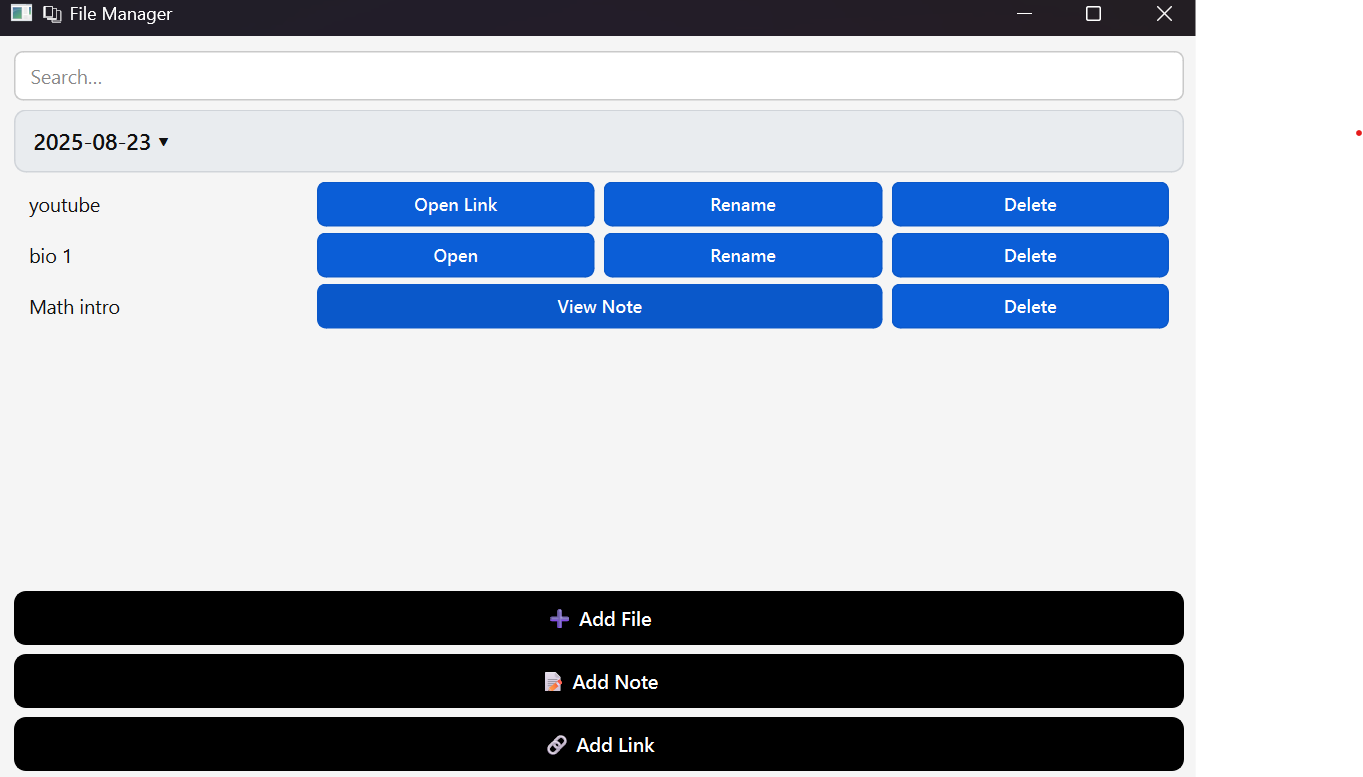 File Manager
Search...
2025-08-23 ▼
youtube Open Link Rename Delete
bio 1 Open Rename Delete
Math intro View Note Delete
Add File
Add Note
Add Link